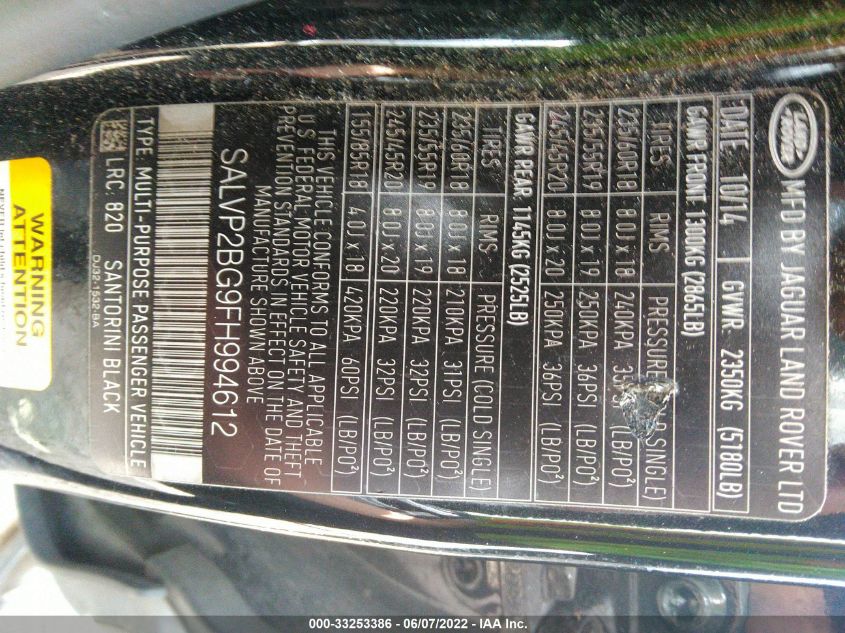 LAND ROVER
MFD BY JAGUAR LAND ROVER LTD
DATE 10/14 GVWR 2350KG (5180LB)
GAWR FRONT 1300KG (2865LB)
TIRES RIMS PRESSURE SINGLE)
235/60R18 8.0J x 18 260KPA (LB/PO²)
235/55R19 8.0J x 19 250KPA 36PSI (LB/PO²)
245/45R20 8.0J x 20 250KPA 36PSI (LB/PO²)
GAWR REAR 1145KG (2525LB)
TIRES RIMS PRESSURE (COLD-SINGLE)
235/60R18 8.0J x 18 210KPA 31PSI (LB/PO²)
235/55R19 8.0J x 19 220KPA 32PSI (LB/PO²)
245/45R20 8.0J x 20 220KPA 32PSI (LB/PO²)
155/85R18 4.0J x 18 420KPA 60PSI (LB/PO²)
THIS VEHICLE CONFORMS TO ALL APPLICABLE
U.S. FEDERAL MOTOR VEHICLE SAFETY AND THEFT
PREVENTION STANDARDS IN EFFECT ON THE DATE OF
MANUFACTURE SHOWN ABOVE
SALVP2BG9FH994612
TYPE MULTI-PURPOSE PASSENGER VEHICLE
LRC: 820 SANTORINI BLACK
DJ32-1532-BA
WARNING
ATTENTION
000-33253386 - 06/07/2022 - IAA Inc.